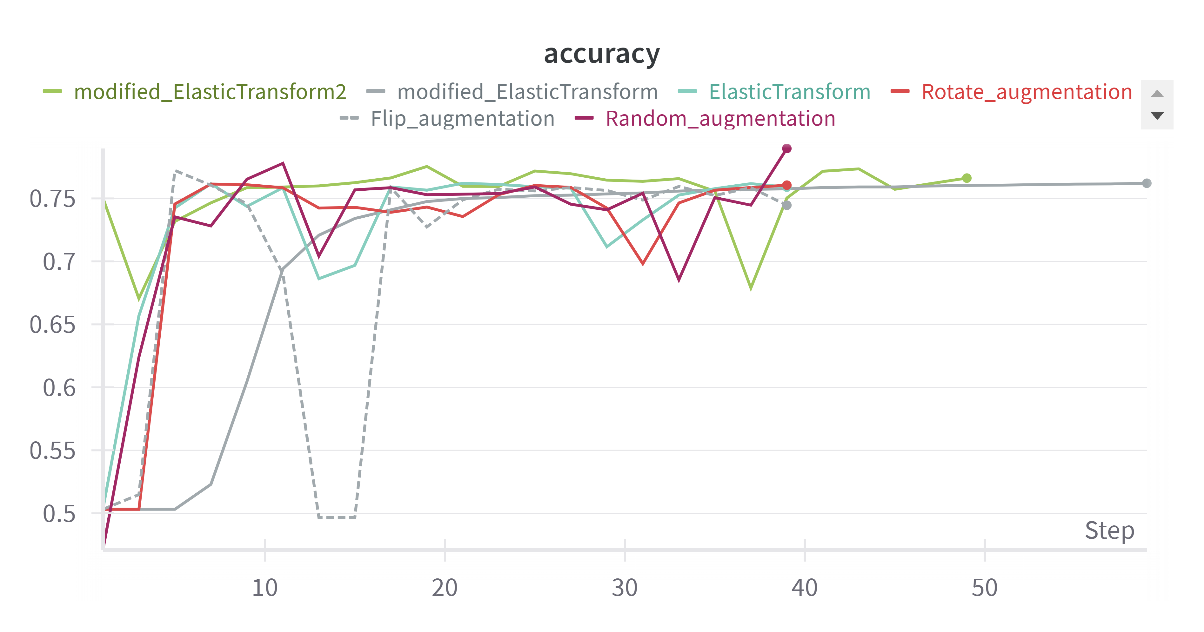 accuracy
modified_ElasticTransform2 modified_ElasticTransform ElasticTransform Rotate_augmentation
Flip_augmentation Random_augmentation
0.75
0.7
0.65
0.6
0.55
0.5
Step
10 20 30 40 50